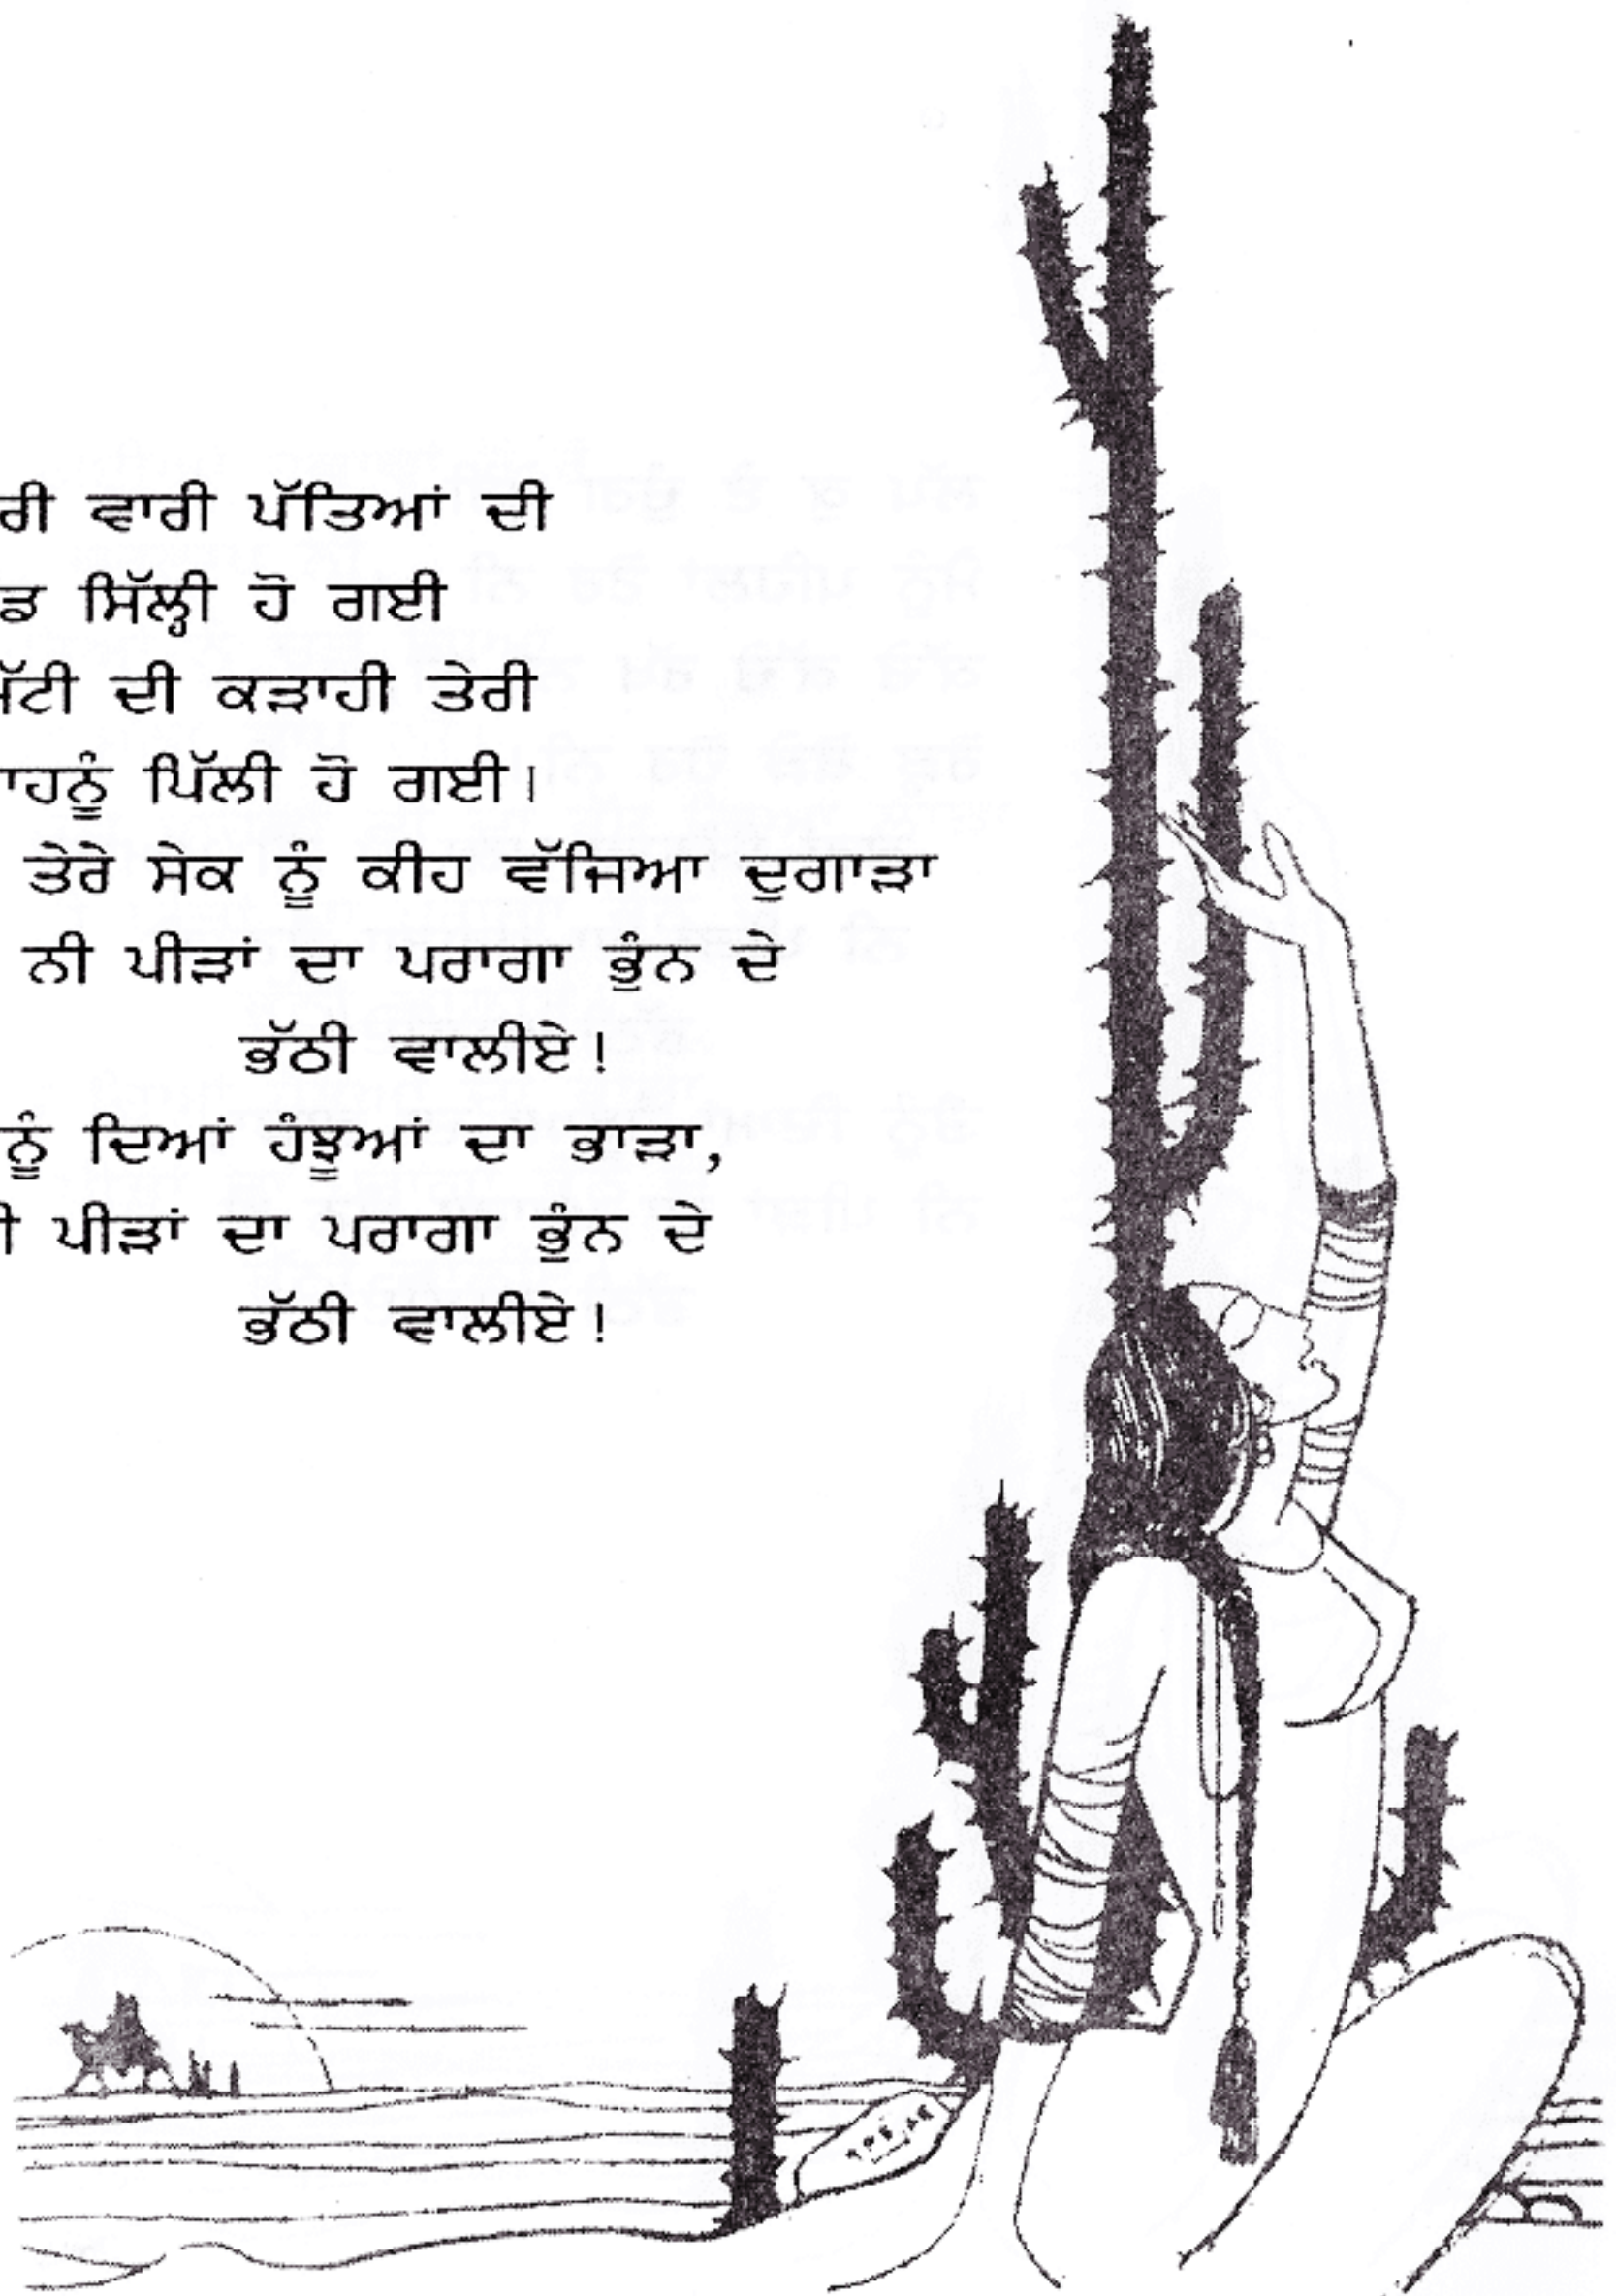 ਰੀ ਵਾਰੀ ਪੱਤਿਆਂ ਦੀ
ਡ ਸਿੱਲ੍ਹੀ ਹੋ ਗਈ
ੱਟੀ ਦੀ ਕੜਾਹੀ ਤੇਰੀ
ਾਹਨੂੰ ਪਿੱਲੀ ਹੋ ਗਈ।
ਤੇਰੇ ਸੇਕ ਨੂੰ ਕੀਹ ਵੱਜਿਆ ਦੁਗਾੜਾ
ਨੀ ਪੀੜਾਂ ਦਾ ਪਰਾਗਾ ਭੁੰਨ ਦੇ
ਭੱਠੀ ਵਾਲੀਏ!
ਨੂੰ ਦਿਆਂ ਹੰਝੂਆਂ ਦਾ ਭਾੜਾ,
ੀ ਪੀੜਾਂ ਦਾ ਪਰਾਗਾ ਭੁੰਨ ਦੇ
ਭੱਠੀ ਵਾਲੀਏ!